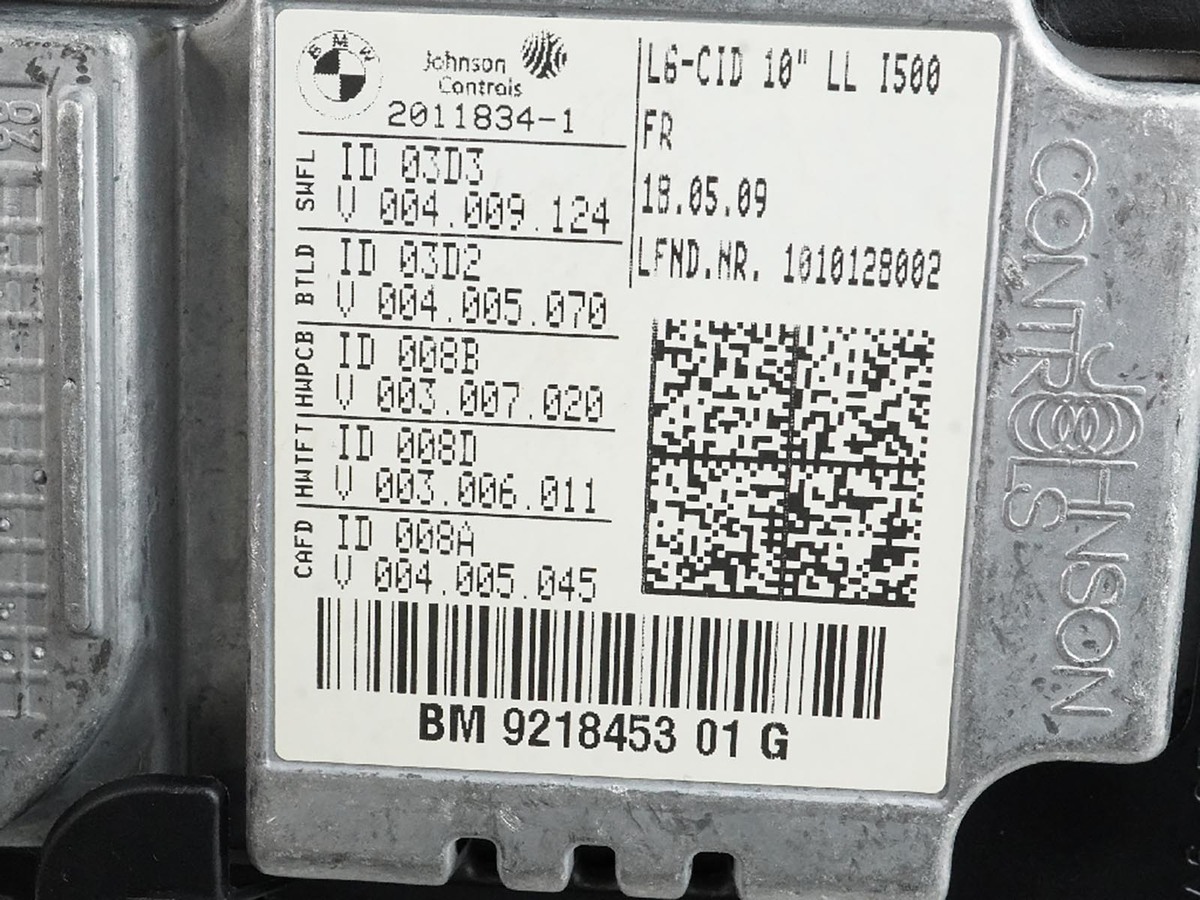 BMW
Johnson
Controls
2011834-1
SWFL
ID 03D3
V 004.009.124
BTLD
ID 03D2
V 004.005.070
HWPCB
ID 008B
V 003.007.020
HWTFT
ID 008D
V 003.006.011
CAFD
ID 008A
V 004.005.045
L6-CID 10" LL I500
FR
18.05.09
LFND.NR. 1010128002
BM 9218453 01 G
JOHNSON
CONTROLS